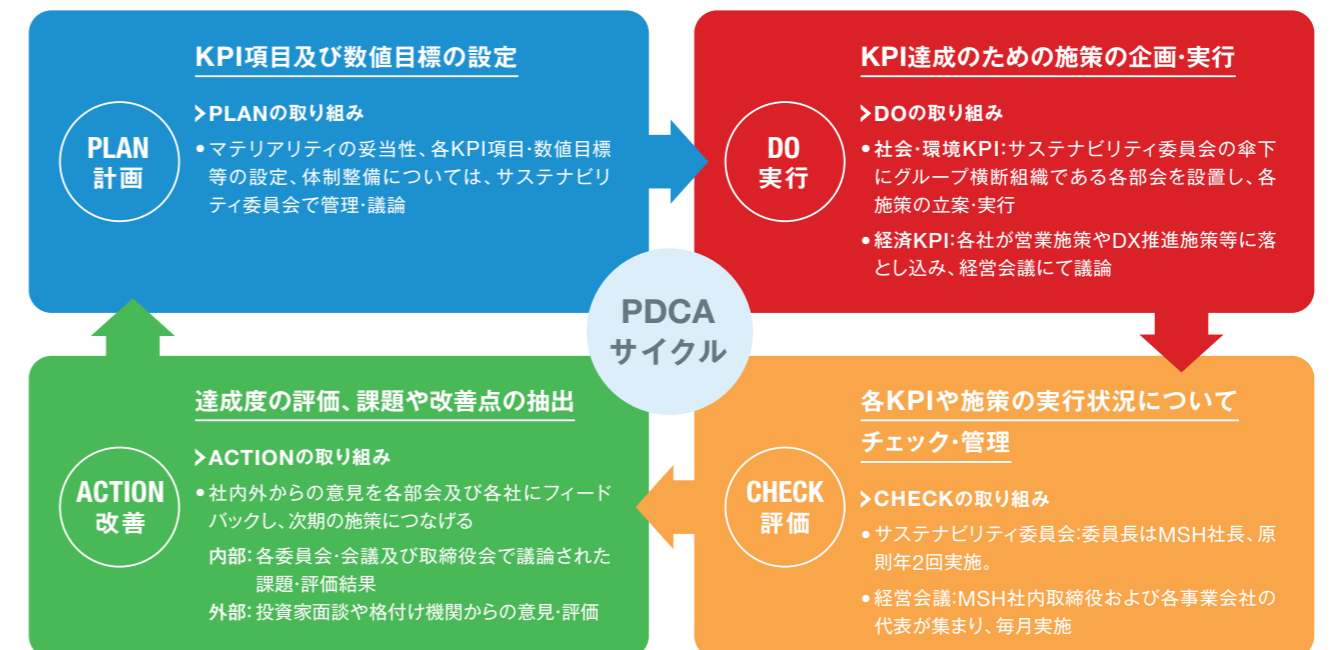 KPI項目及び数値目標の設定
PLAN
計画
>PLANの取り組み
•マテリアリティの妥当性、各KPI項目・数値目標
等の設定、体制整備については、サステナビリ
ティ委員会で管理・議論
KPI達成のための施策の企画・実行
DO
実行
>DOの取り組み
•社会・環境KPI:サステナビリティ委員会の傘下
にグループ横断組織である各部会を設置し、各
施策の立案・実行
•経済KPI:各社が営業施策やDX推進施策等に落
とし込み、経営会議にて議論
PDCA
サイクル
各KPIや施策の実行状況について
チェック・管理
CHECK
評価
>CHECKの取り組み
•サステナビリティ委員会:委員長はMSH社長、原
則年2回実施。
•経営会議:MSH社内取締役および各事業会社の
代表が集まり、毎月実施
達成度の評価、課題や改善点の抽出
ACTION
改善
>ACTIONの取り組み
•社内外からの意見を各部会及び各社にフィード
バックし、次期の施策につなげる
内部:各委員会・会議及び取締役会で議論された
課題・評価結果
外部:投資家面談や格付け機関からの意見・評価